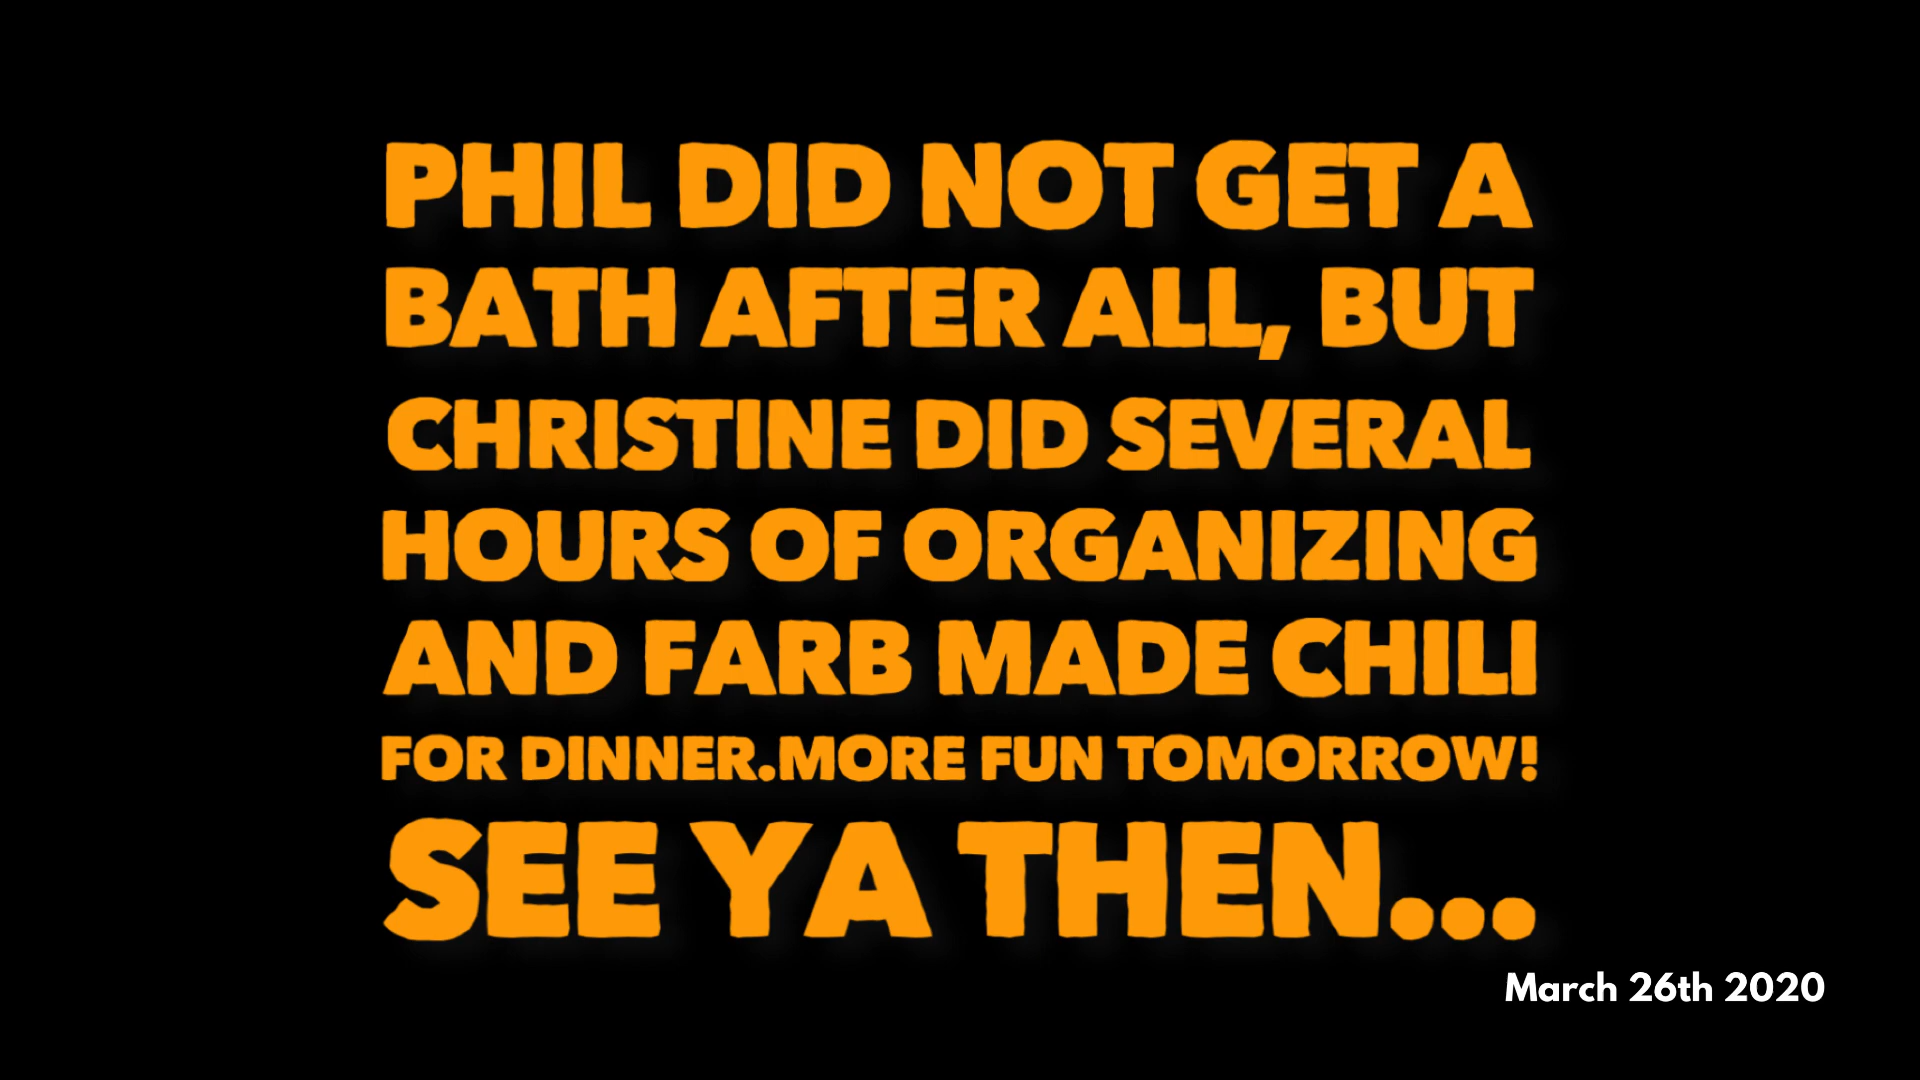 PHIL DID NOT GET A
BATH AFTER ALL, BUT
CHRISTINE DID SEVERAL
HOURS OF ORGANIZING
AND FARB MADE CHILI
FOR DINNER.MORE FUN TOMORROW!
SEE YA THEN...
March 26th 2020